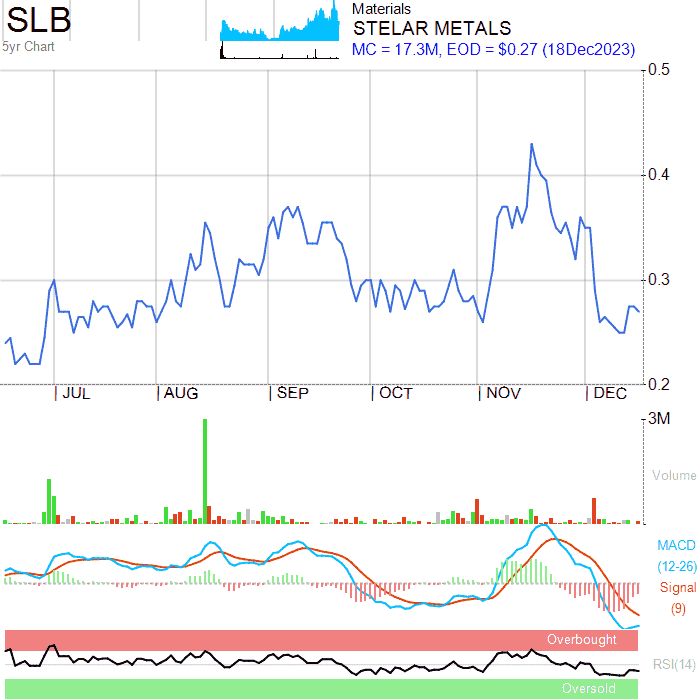 SLB
5yr Chart
Materials
STELAR METALS
MC = 17.3M, EOD = $0.27 (18Dec2023)
0.5
0.4
0.3
0.2
JUL
AUG
SEP
OCT
NOV
DEC
3M
Volume
MACD
(12-26)
Signal
(9)
Overbought
RSI(14)
Oversold